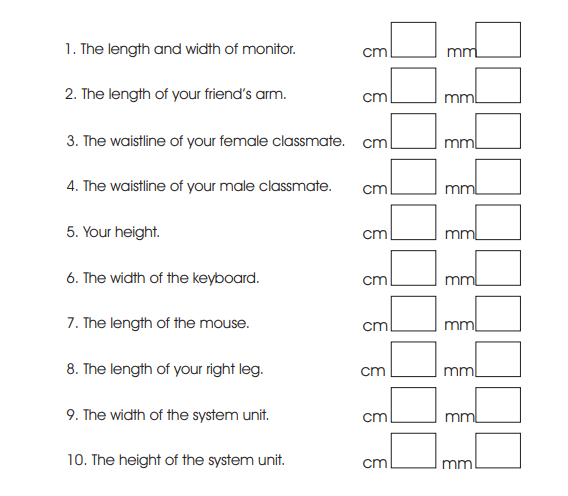 1. The length and width of monitor. cm mm
2. The length of your friend's arm. cm mm
3. The waistline of your female classmate. cm mm
4. The waistline of your male classmate. cm mm
5. Your height. cm mm
6. The width of the keyboard. cm mm
7. The length of the mouse. cm mm
8. The length of your right leg. cm mm
9. The width of the system unit. cm mm
10. The height of the system unit. cm mm